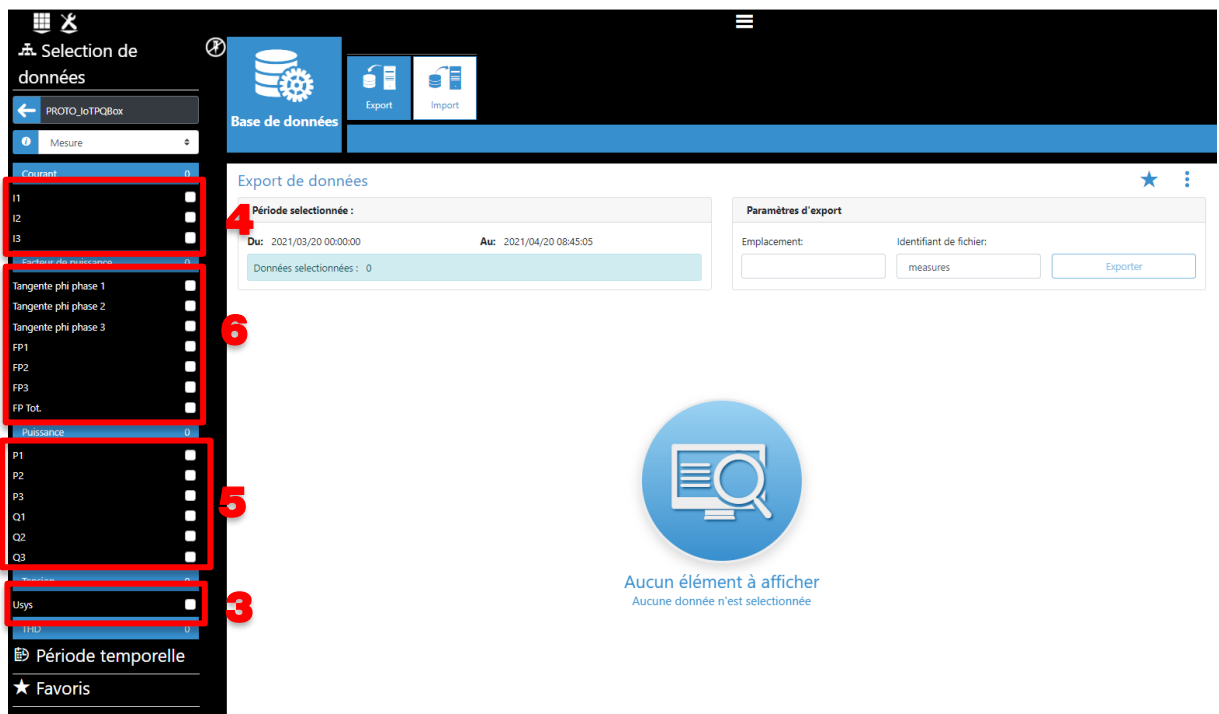 Selection de
données
PROTO_IoTPQBox
Mesure
Courant 0
I1
I2
I3
4
Facteur de puissance 0
Tangente phi phase 1
Tangente phi phase 2
Tangente phi phase 3
FP1
FP2
FP3
FP Tot.
6
Puissance 0
P1
P2
P3
Q1
Q2
Q3
5
Tension 0
Usys
3
THD 0
Période temporelle
Favoris
Base de données
Export
Import
Export de données
Période selectionnée :
Du: 2021/03/20 00:00:00 Au: 2021/04/20 08:45:05
Données selectionnées : 0
Paramètres d'export
Emplacement: Identifiant de fichier:
measures Exporter
Aucun élément à afficher
Aucune donnée n'est selectionnée